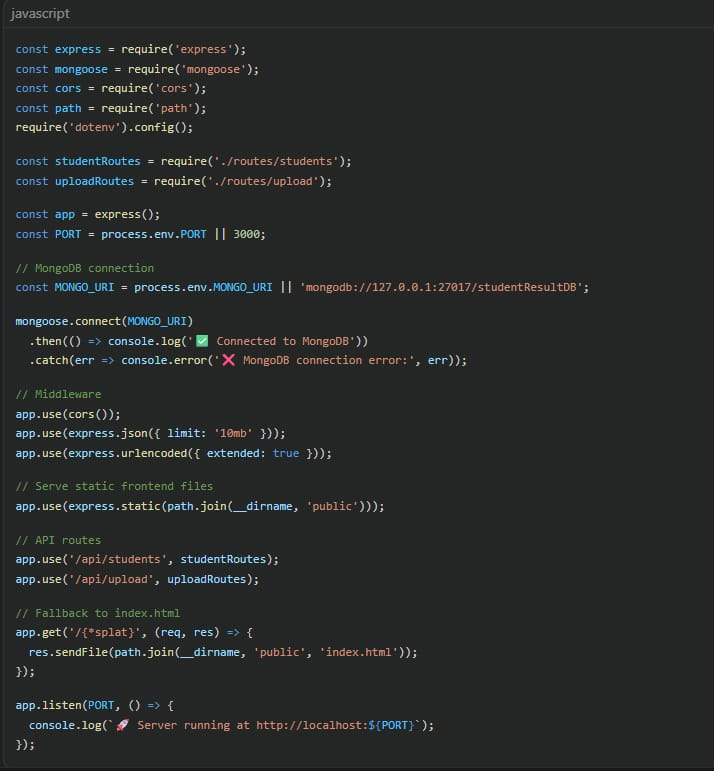 javascript
const express = require('express');
const mongoose = require('mongoose');
const cors = require('cors');
const path = require('path');
require('dotenv').config();
const studentRoutes = require('./routes/students');
const uploadRoutes = require('./routes/upload');
const app = express();
const PORT = process.env.PORT || 3000;
// MongoDB connection
const MONGO_URI = process.env.MONGO_URI || 'mongodb://127.0.0.1:27017/studentResultDB';
mongoose.connect(MONGO_URI)
  .then(() => console.log('✅ Connected to MongoDB'))
  .catch(err => console.error('❌ MongoDB connection error:', err));
// Middleware
app.use(cors());
app.use(express.json({ limit: '10mb' }));
app.use(express.urlencoded({ extended: true }));
// Serve static frontend files
app.use(express.static(path.join(__dirname, 'public')));
// API routes
app.use('/api/students', studentRoutes);
app.use('/api/upload', uploadRoutes);
// Fallback to index.html
app.get('/{*splat}', (req, res) => {
  res.sendFile(path.join(__dirname, 'public', 'index.html'));
});
app.listen(PORT, () => {
  console.log(`🚀 Server running at http://localhost:${PORT}`);
});